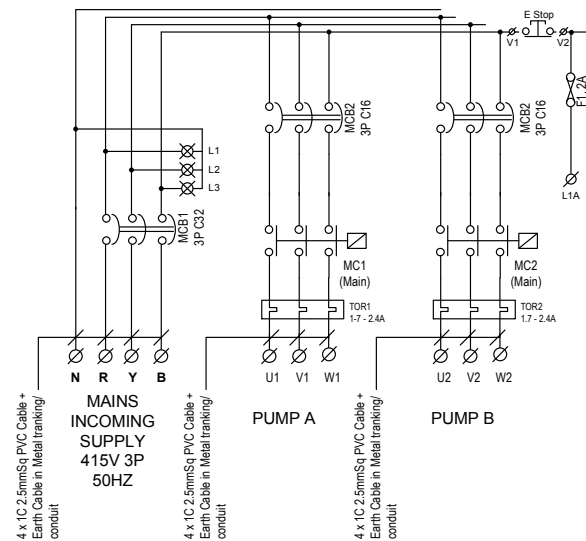 E Stop
V1
V2
F1, 2A
L1A
MCB2
3P C16
MCB2
3P C16
L1
L2
L3
MCB1
3P C32
MC1
(Main)
MC2
(Main)
TOR1
1-7 - 2.4A
TOR2
1.7 - 2.4A
N R Y B
U1 V1 W1
U2 V2 W2
MAINS
INCOMING
SUPPLY
415V 3P
50HZ
PUMP A
PUMP B
4 x 1C 2.5mmSq PVC Cable +
Earth Cable in Metal tranking/
conduit
4 x 1C 2.5mmSq PVC Cable +
Earth Cable in Metal tranking/
conduit
4 x 1C 2.5mmSq PVC Cable +
Earth Cable in Metal tranking/
conduit